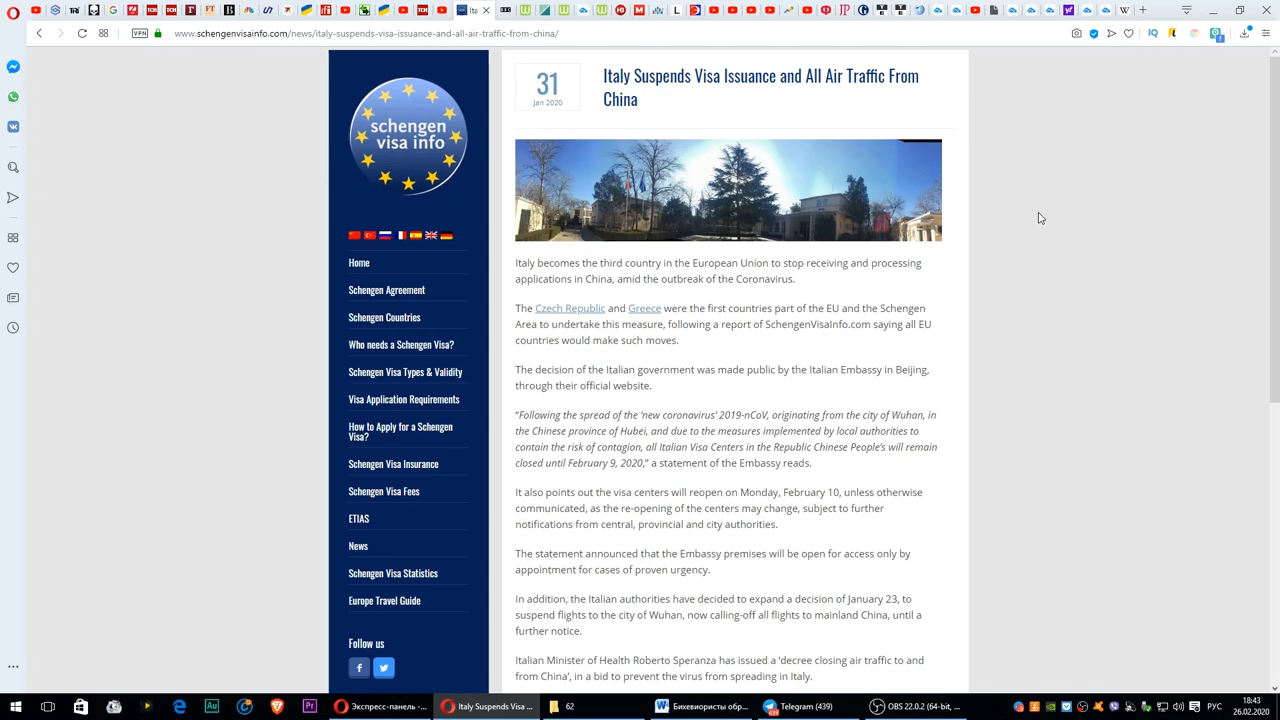 Ita
VPN
www.schengenvisainfo.com/news/italy-suspends-visa-issuance-and-all-air-traffic-from-china/
schengen
visa info
Home
Schengen Agreement
Schengen Countries
Who needs a Schengen Visa?
Schengen Visa Types & Validity
Visa Application Requirements
How to Apply for a Schengen
Visa?
Schengen Visa Insurance
Schengen Visa Fees
ETIAS
News
Schengen Visa Statistics
Europe Travel Guide
Follow us
31
Jan 2020
Italy Suspends Visa Issuance and All Air Traffic From
China
Italy becomes the third country in the European Union to stop receiving and processing
applications in China, amid the outbreak of the Coronavirus.
The Czech Republic and Greece were the first countries part of the EU and the Schengen
Area to undertake this measure, following a report of SchengenVisaInfo.com saying all EU
countries would make such moves.
The decision of the Italian government was made public by the Italian Embassy in Beijing,
through their official website.
“Following the spread of the ‘new coronavirus’ 2019-nCoV, originating from the city of Wuhan, in
the Chinese province of Hubei, and due to the measures implemented by local authorities to
contain the risk of contagion, all Italian Visa Centers in the Republic Chinese People’s will remain
closed until February 9, 2020,” a statement of the Embassy reads.
It also points out the visa centers will reopen on Monday, February 10, unless otherwise
communicated, as the re-opening of the centers may change, subject to further
notifications from central, provincial and city authorities.
The statement announced that the Embassy premises will be open for access only by
appointment for cases of proven urgency.
In addition, the Italian authorities have decided to expand a decision of January 23, to
suspend flights to the city of Wuhan, now calling-off all flights to mainland China, until a
further notice.
Italian Minister of Health Roberto Speranza has issued a ‘decree closing air traffic to and
from China’, in a bid to prevent the virus from spreading in Italy.
Экспресс-панель -...
Italy Suspends Visa ...
62
Бихевиористы обр...
Telegram (439)
OBS 22.0.2 (64-bit, ...
РУС
18:43
26.02.2020